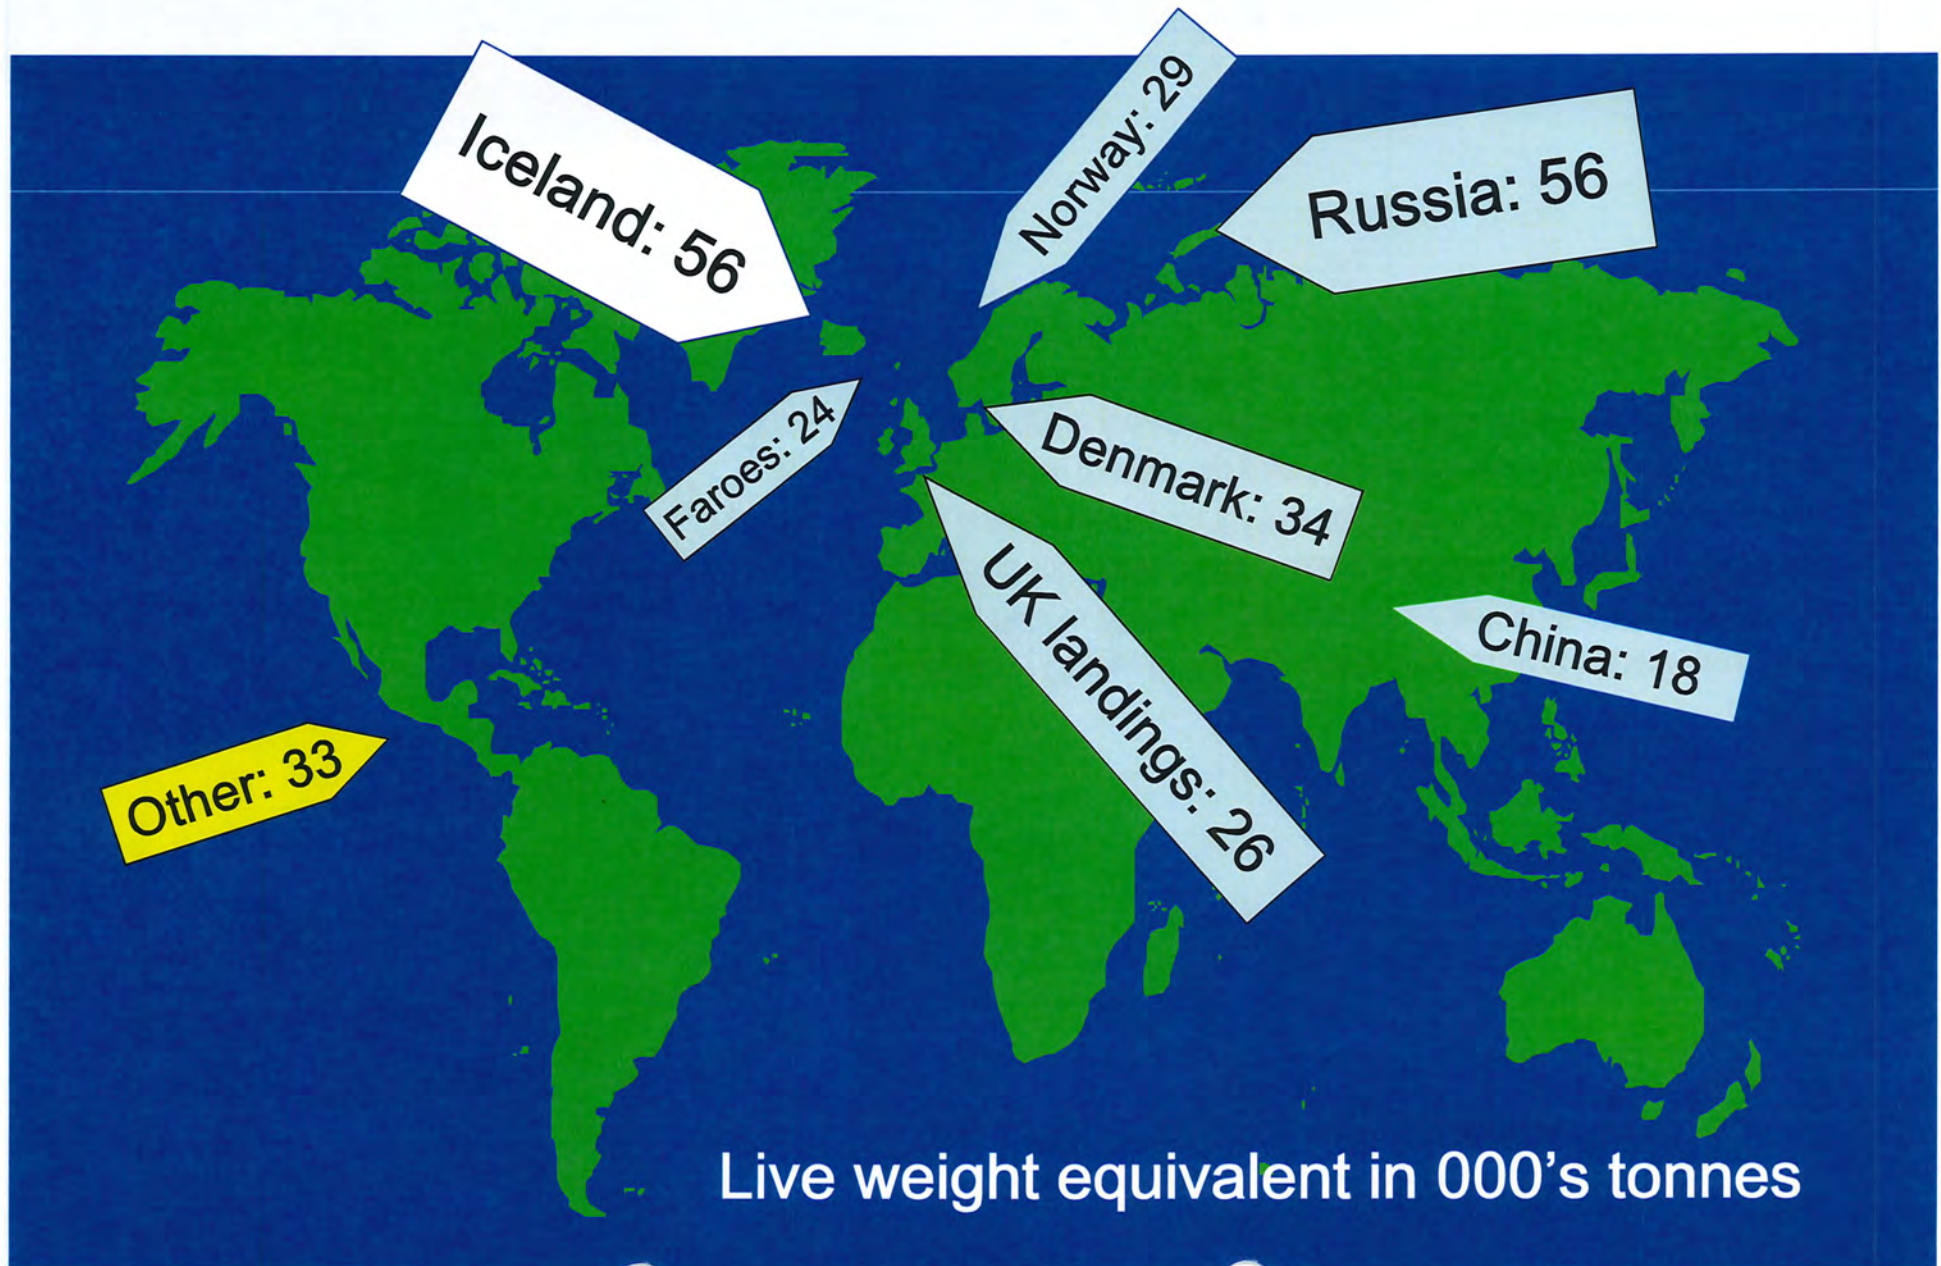 Iceland: 56
Norway: 29
Russia: 56
Faroes: 24
Denmark: 34
UK landings: 26
China: 18
Other: 33
Live weight equivalent in 000's tonnes